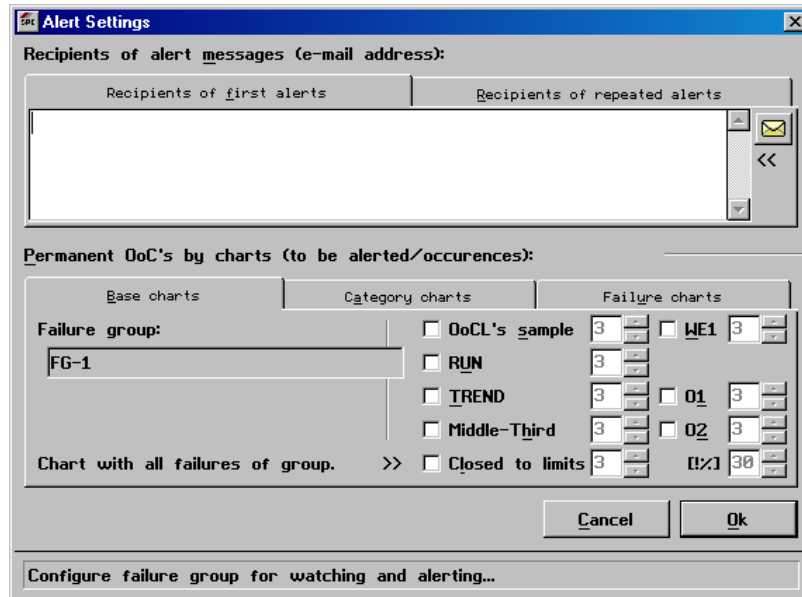 SPC Alert Settings
Recipients of alert messages (e-mail address):
Recipients of first alerts Recipients of repeated alerts
<<
Permanent OoC's by charts (to be alerted/occurences):
Base charts Category charts Failure charts
Failure group: OoCL's sample 3 WE1 3
FG-1 RUN 3
TREND 3 O1 3
Middle-Third 3 O2 3
Chart with all failures of group. >> Closed to limits 3 [!%] 30
Cancel Ok
Configure failure group for watching and alerting...